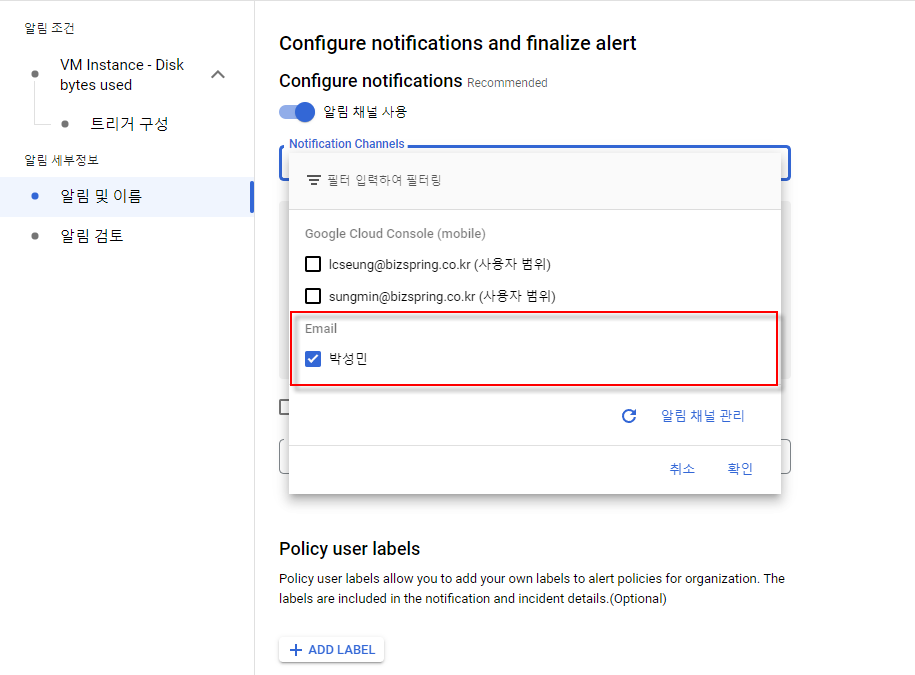 알림 조건
VM Instance - Disk
bytes used
트리거 구성
알림 세부정보
알림 및 이름
알림 검토
Configure notifications and finalize alert
Configure notifications Recommended
알림 채널 사용
Notification Channels
필터 입력하여 필터링
Google Cloud Console (mobile)
lcseung@bizspring.co.kr (사용자 범위)
sungmin@bizspring.co.kr (사용자 범위)
Email
박성민
알림 채널 관리
취소 확인
Policy user labels
Policy user labels allow you to add your own labels to alert policies for organization. The
labels are included in the notification and incident details.(Optional)
ADD LABEL